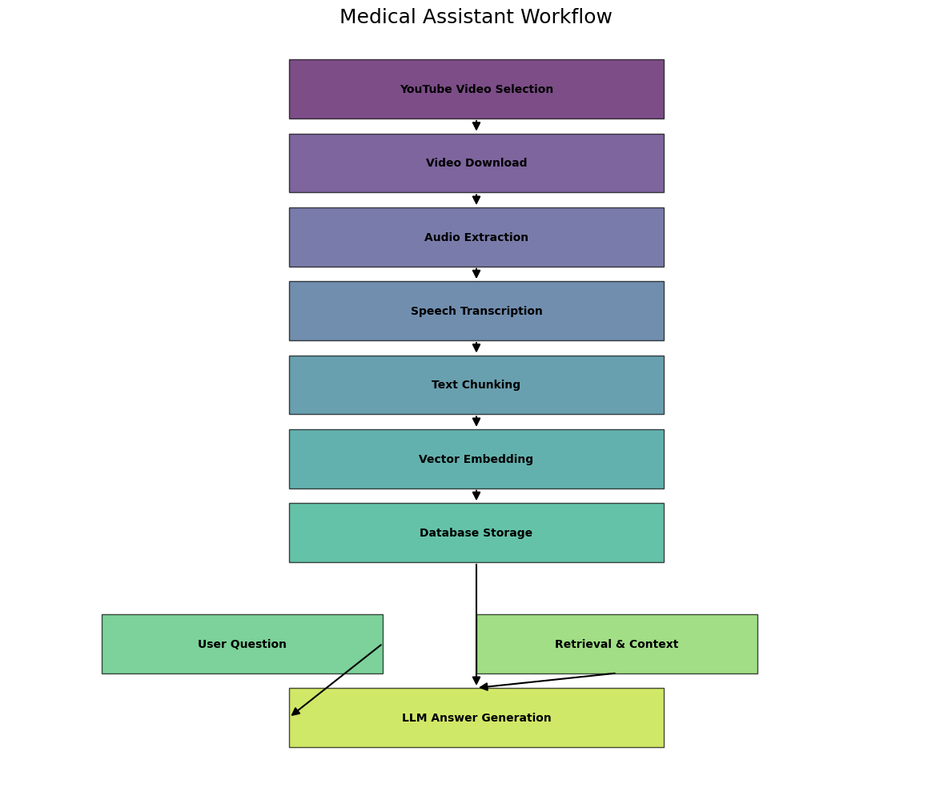 Medical Assistant Workflow
YouTube Video Selection
Video Download
Audio Extraction
Speech Transcription
Text Chunking
Vector Embedding
Database Storage
User Question
Retrieval & Context
LLM Answer Generation